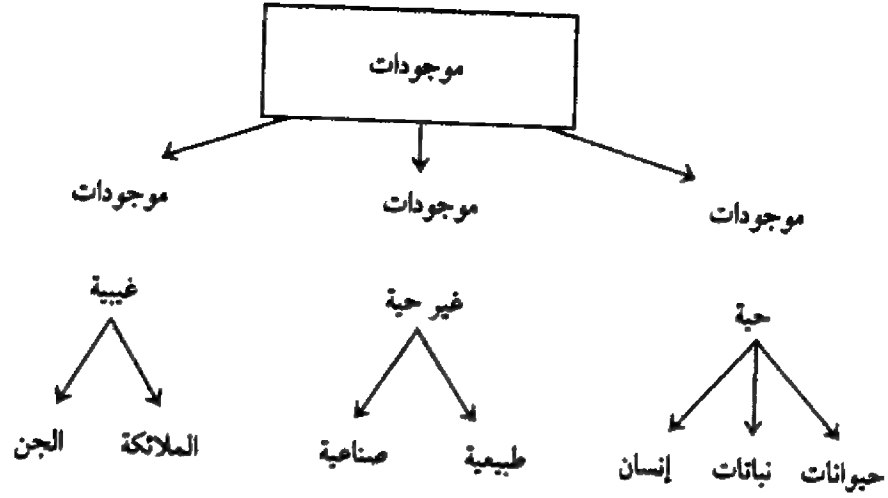 موجودات
موجودات موجودات موجودات
حية غير حية غيبية
حيوانات نباتات إنسان طبيعية صناعية الملائكة الجن